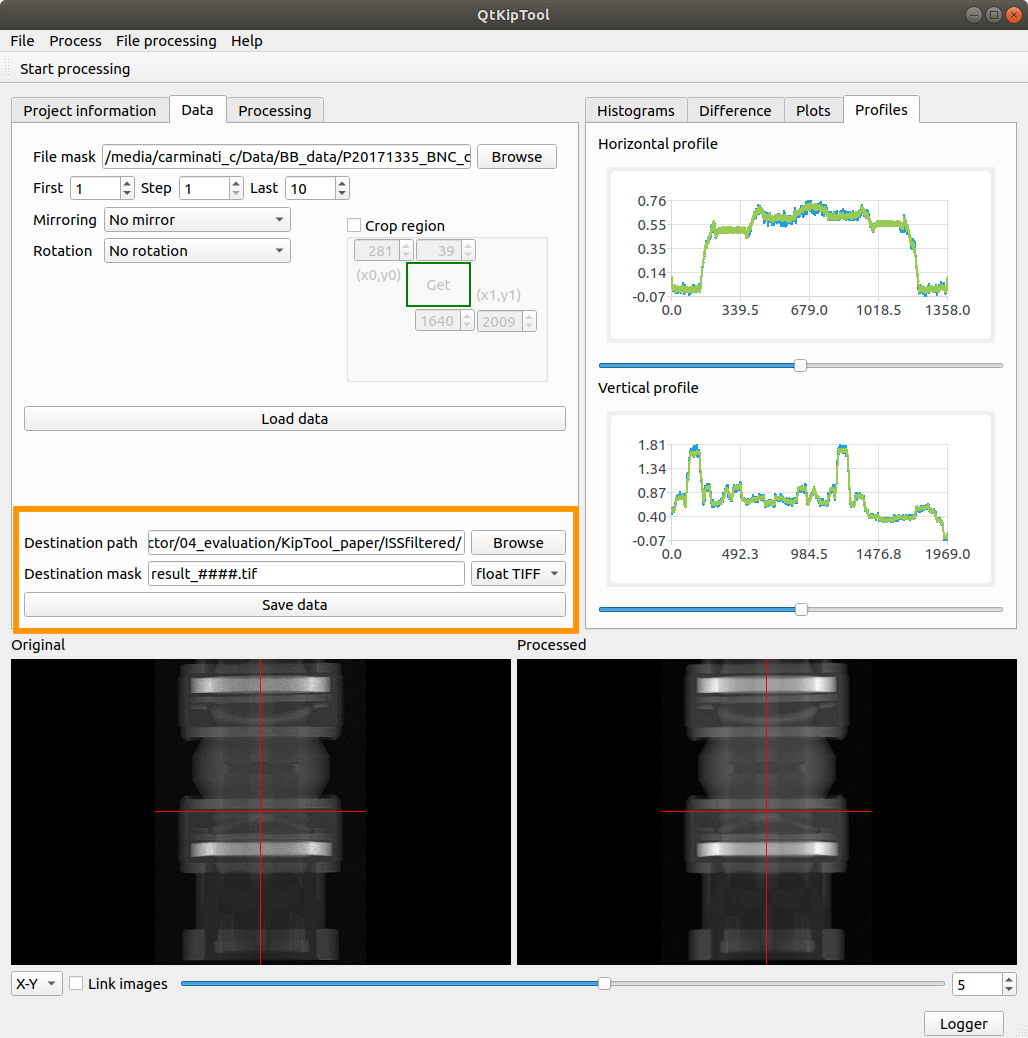 QtKipTool
File Process File processing Help
Start processing
Project information Data Processing
File mask /media/carminati_c/Data/BB_data/P20171335_BNC_c Browse
First 1 Step 1 Last 10
Mirroring No mirror
Crop region
Rotation No rotation
281 39
(x0,y0) Get (x1,y1)
1640 2009
Load data
Destination path ctor/04_evaluation/KipTool_paper/ISSfiltered/ Browse
Destination mask result_####.tif float TIFF
Save data
Histograms Difference Plots Profiles
Horizontal profile
0.76
0.55
0.35
0.14
-0.07
0.0 339.5 679.0 1018.5 1358.0
Vertical profile
1.81
1.34
0.87
0.40
-0.07
0.0 492.3 984.5 1476.8 1969.0
Original Processed
X-Y Link images 5
Logger